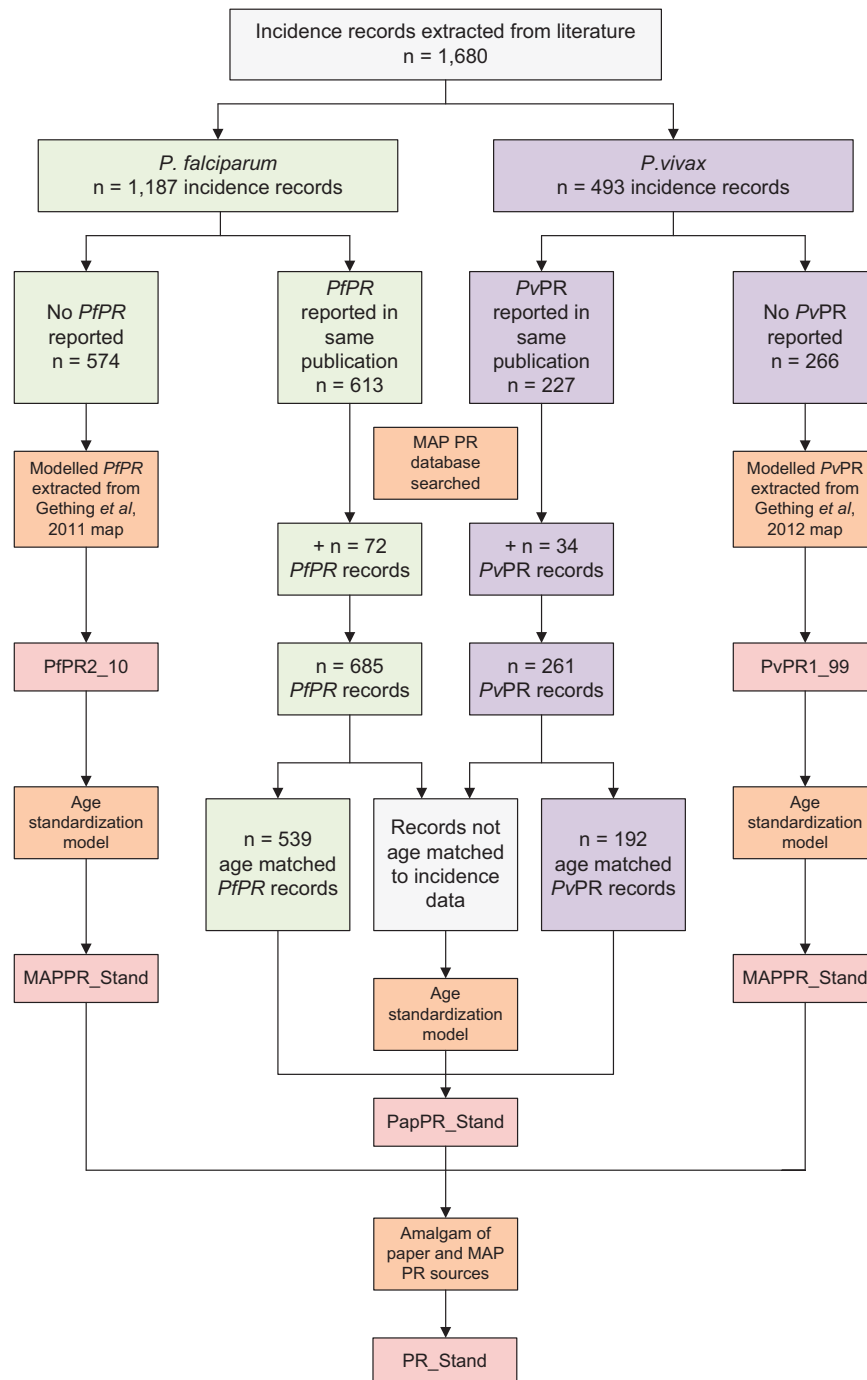 Incidence records extracted from literature
n = 1,680
P. falciparum
n = 1,187 incidence records
P.vivax
n = 493 incidence records
No PfPR
reported
n = 574
PfPR
reported in
same
publication
n = 613
PvPR
reported in
same
publication
n = 227
No PvPR
reported
n = 266
MAP PR
database
searched
Modelled PfPR
extracted from
Gething et al,
2011 map
Modelled PvPR
extracted from
Gething et al,
2012 map
+ n = 72
PfPR records
+ n = 34
PvPR records
PfPR2_10
n = 685
PfPR records
n = 261
PvPR records
PvPR1_99
Age
standardization
model
n = 539
age matched
PfPR records
Records not
age matched
to incidence
data
n = 192
age matched
PvPR records
Age
standardization
model
MAPPR_Stand
Age
standardization
model
MAPPR_Stand
PapPR_Stand
Amalgam of
paper and MAP
PR sources
PR_Stand